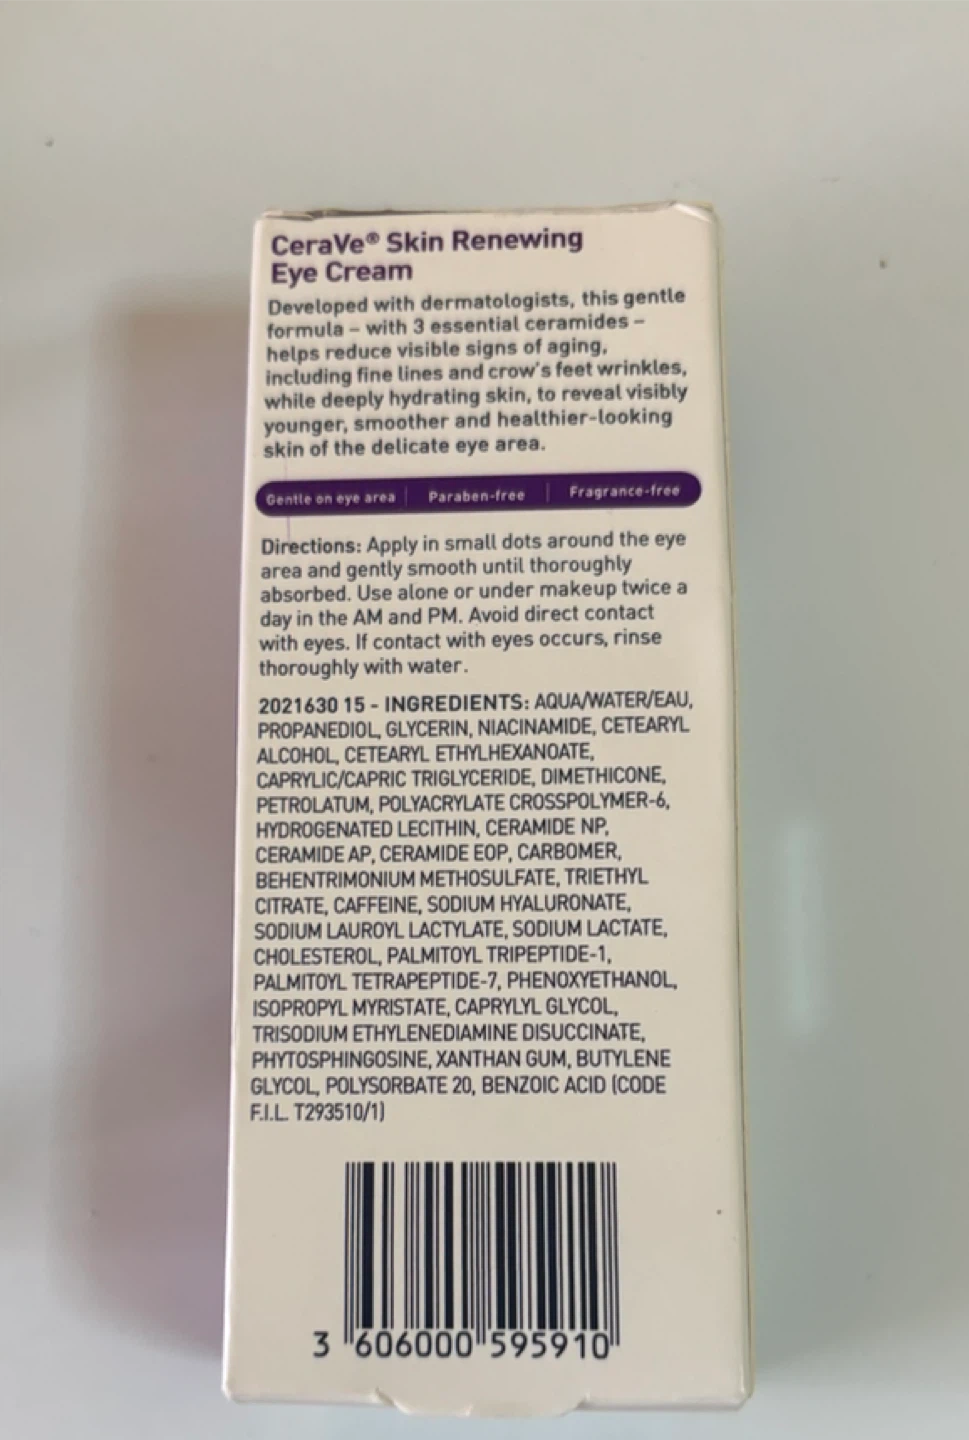 CeraVe® Skin Renewing
Eye Cream
Developed with dermatologists, this gentle
formula – with 3 essential ceramides –
helps reduce visible signs of aging,
including fine lines and crow's feet wrinkles,
while deeply hydrating skin, to reveal visibly
younger, smoother and healthier-looking
skin of the delicate eye area.
Gentle on eye area | Paraben-free | Fragrance-free
Directions: Apply in small dots around the eye
area and gently smooth until thoroughly
absorbed. Use alone or under makeup twice a
day in the AM and PM. Avoid direct contact
with eyes. If contact with eyes occurs, rinse
thoroughly with water.
2021630 15 - INGREDIENTS: AQUA/WATER/EAU,
PROPANEDIOL, GLYCERIN, NIACINAMIDE, CETEARYL
ALCOHOL, CETEARYL ETHYLHEXANOATE,
CAPRYLIC/CAPRIC TRIGLYCERIDE, DIMETHICONE,
PETROLATUM, POLYACRYLATE CROSSPOLYMER-6,
HYDROGENATED LECITHIN, CERAMIDE NP,
CERAMIDE AP, CERAMIDE EOP, CARBOMER,
BEHENTRIMONIUM METHOSULFATE, TRIETHYL
CITRATE, CAFFEINE, SODIUM HYALURONATE,
SODIUM LAUROYL LACTYLATE, SODIUM LACTATE,
CHOLESTEROL, PALMITOYL TRIPEPTIDE-1,
PALMITOYL TETRAPEPTIDE-7, PHENOXYETHANOL,
ISOPROPYL MYRISTATE, CAPRYLYL GLYCOL,
TRISODIUM ETHYLENEDIAMINE DISUCCINATE,
PHYTOSPHINGOSINE, XANTHAN GUM, BUTYLENE
GLYCOL, POLYSORBATE 20, BENZOIC ACID (CODE
F.I.L. T293510/1)
3 606000 595910